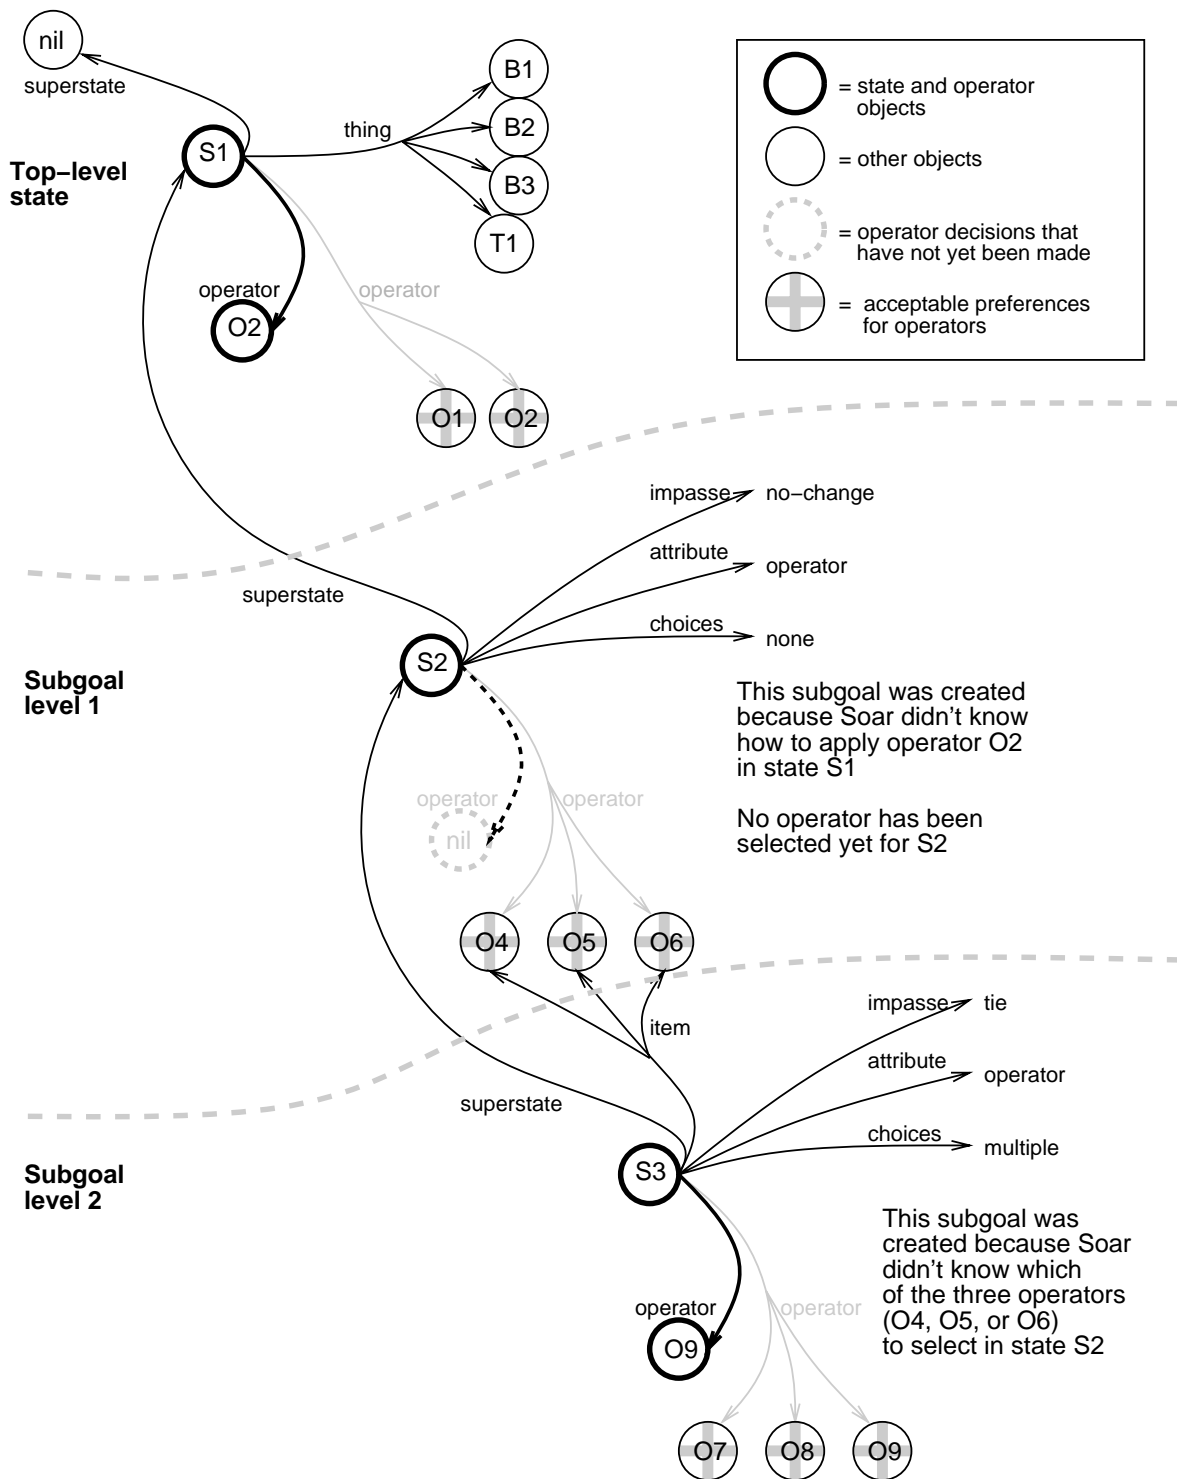 nil
superstate
S1
Top−level
state
thing
B1
B2
B3
T1
operator
O2
operator
O1
O2
= state and operator
objects
= other objects
= operator decisions that
have not yet been made
= acceptable preferences
for operators
superstate
S2
Subgoal
level 1
impasse
no−change
attribute
operator
choices
none
This subgoal was created
because Soar didn't know
how to apply operator O2
in state S1
No operator has been
selected yet for S2
operator
nil
operator
O4
O5
O6
item
superstate
S3
Subgoal
level 2
impasse
tie
attribute
operator
choices
multiple
This subgoal was
created because Soar
didn't know which
of the three operators
(O4, O5, or O6)
to select in state S2
operator
O9
operator
O7
O8
O9